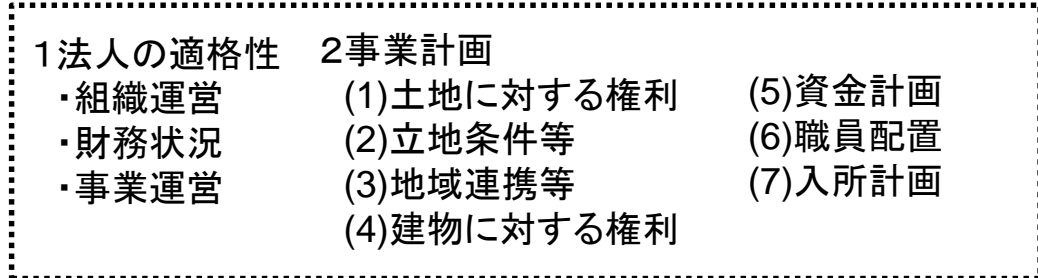 １法人の適格性
・組織運営
・財務状況
・事業運営
２事業計画
(1)土地に対する権利
(2)立地条件等
(3)地域連携等
(4)建物に対する権利
(5)資金計画
(6)職員配置
(7)入所計画